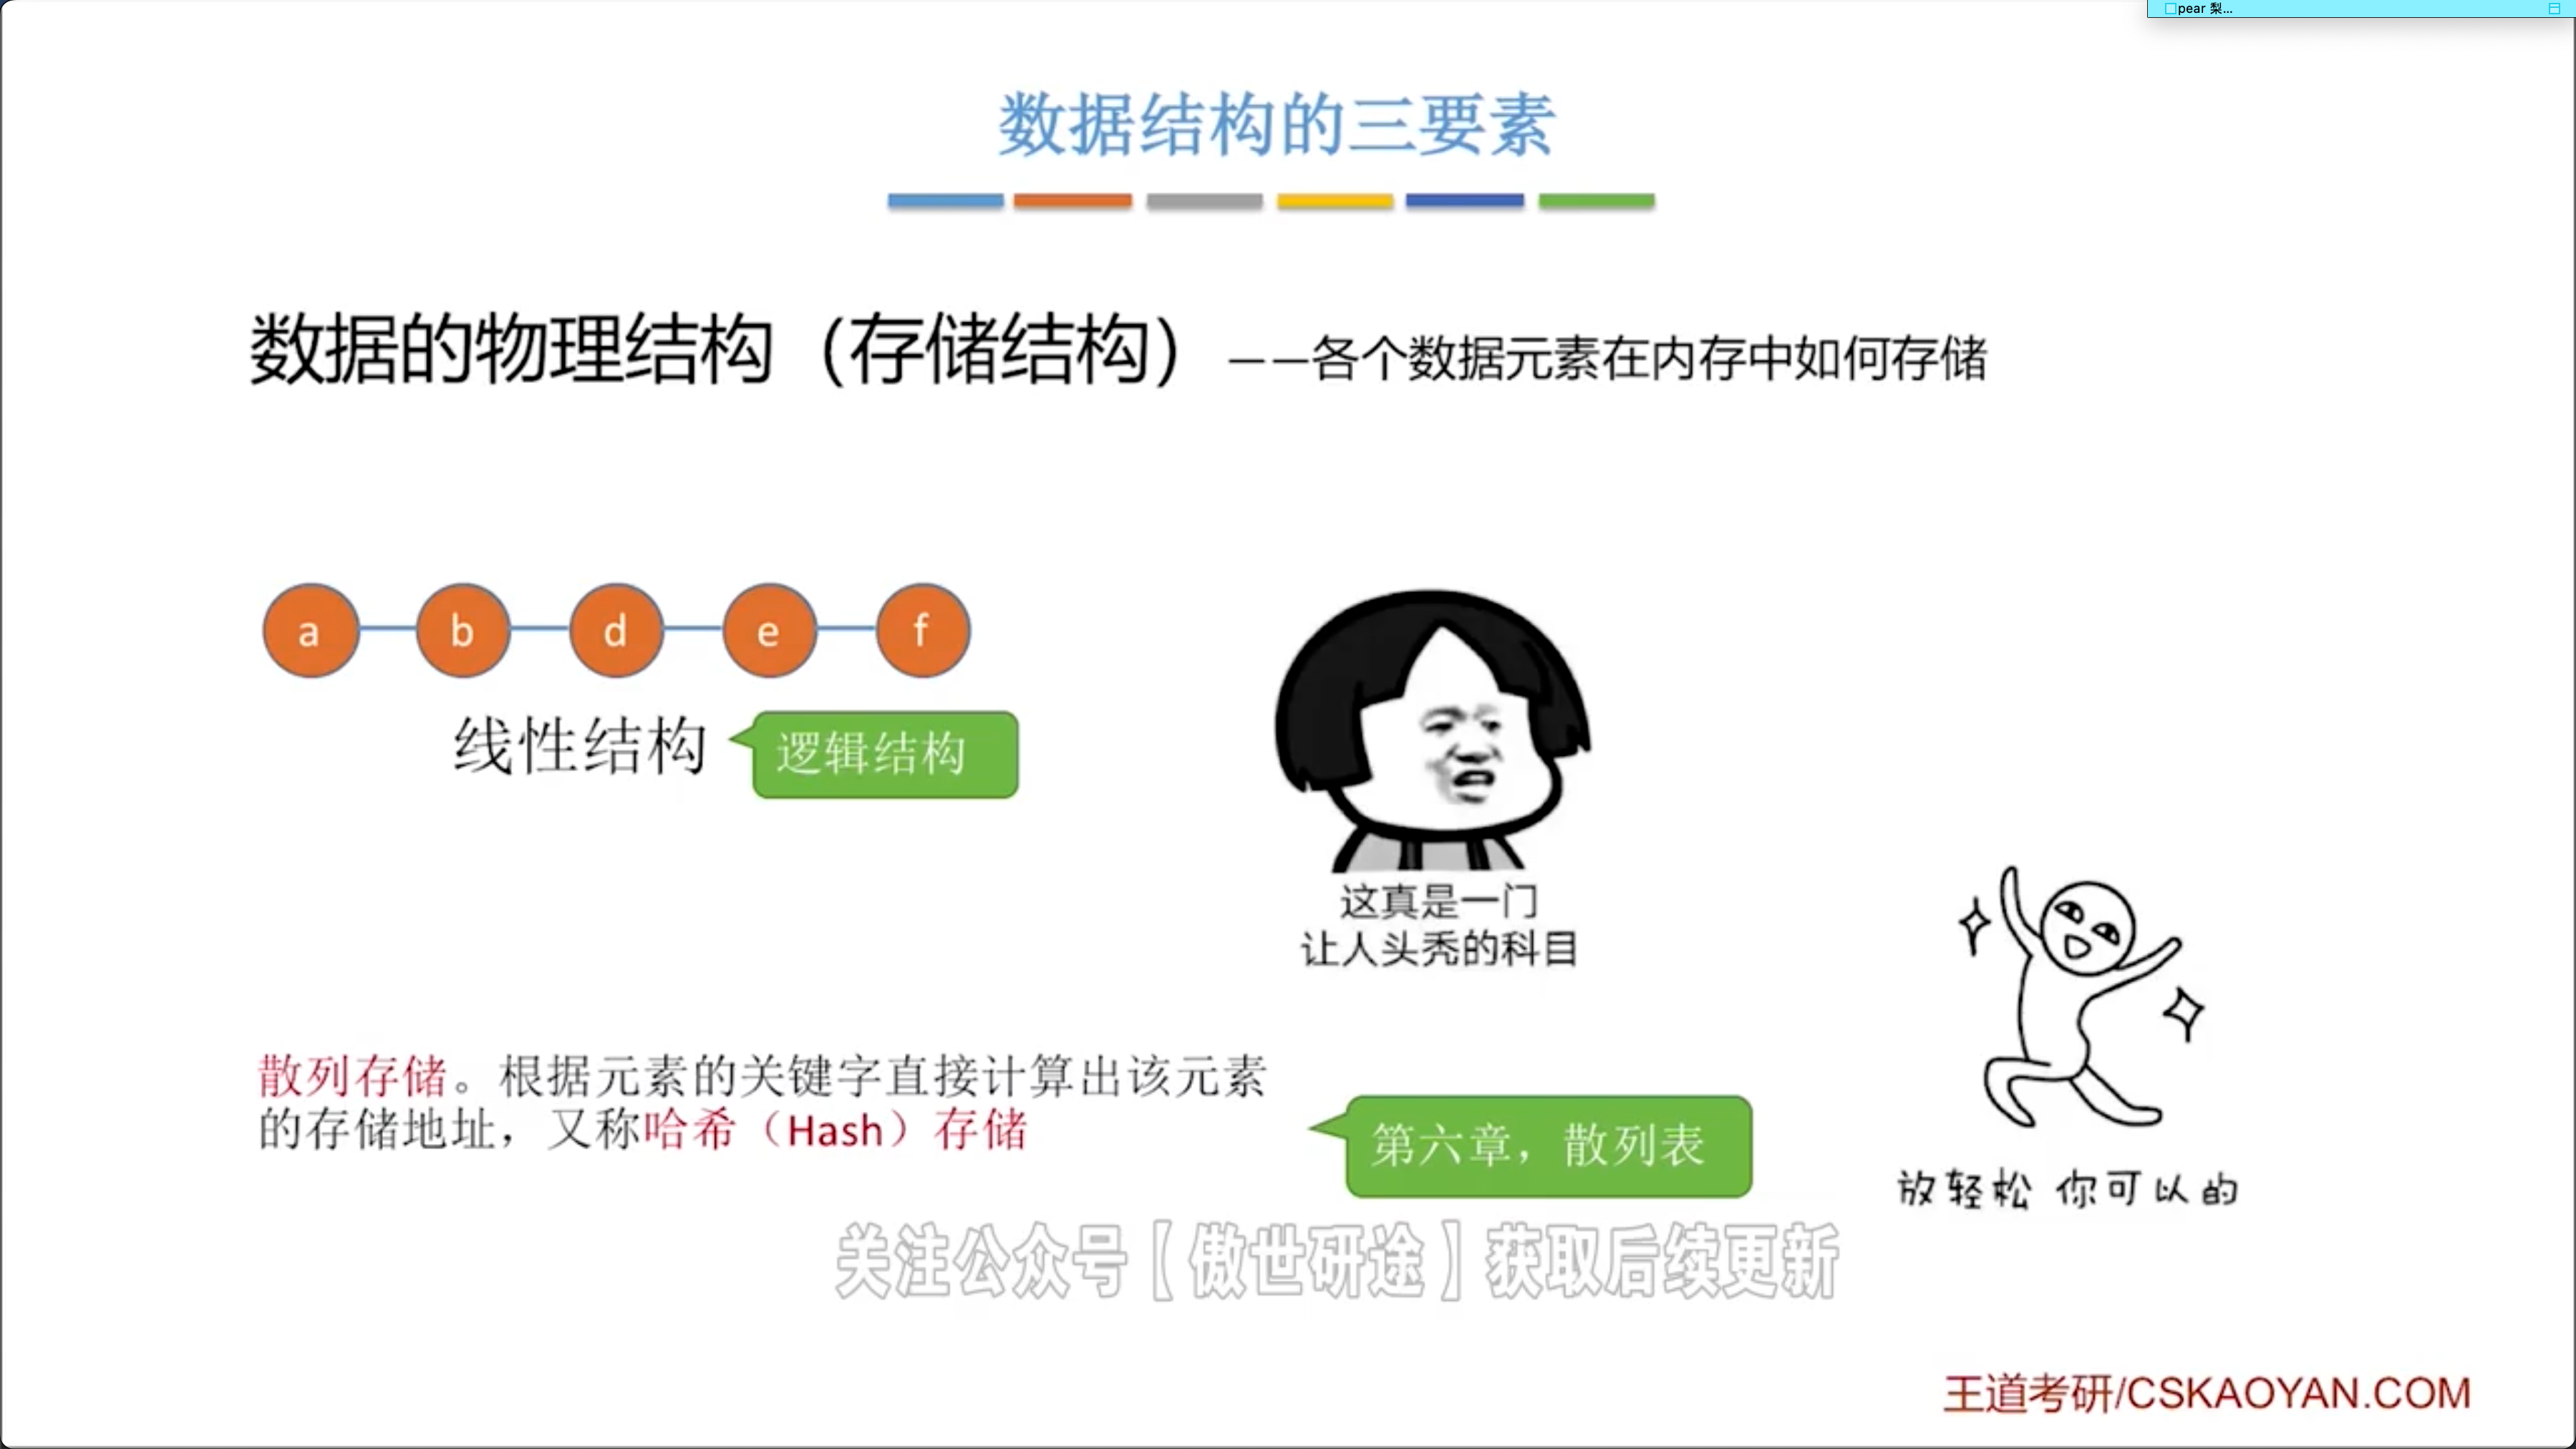 pear 梨...
数据结构的三要素
数据的物理结构（存储结构）——各个数据元素在内存中如何存储
a b d e f
线性结构
逻辑结构
这真是一门
让人头秃的科目
散列存储。根据元素的关键字直接计算出该元素
的存储地址，又称哈希（Hash）存储
第六章，散列表
放轻松 你可以的
关注公众号【傲世研途】获取后续更新
王道考研/CSKAOYAN.COM